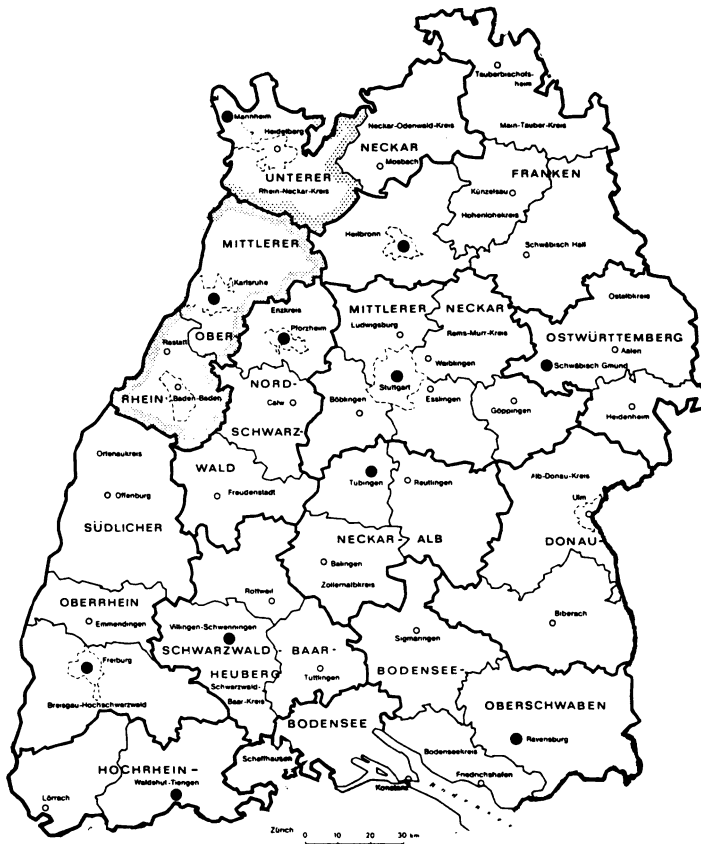 Tauberbischofs-
heim
Mannheim
Neckar-Odenwald-Kreis
Main-Tauber-Kreis
Heidelberg
NECKAR
Mosbach
UNTERER
FRANKEN
Rhein-Neckar-Kreis
Künzelsau
Hohenlohekreis
MITTLERER
Heilbronn
Schwäbisch Hall
Karlsruhe
Ostalbkreis
Enzkreis
MITTLERER
NECKAR
Pforzheim
Ludwigsburg
Rems-Murr-Kreis
OBER
OSTWÜRTTEMBERG
Rastatt
Waiblingen
Aalen
Schwäbisch Gmünd
NORD-
Stuttgart
RHEIN-
Baden-Baden
Calw
Böblingen
Esslingen
Göppingen
Heidenheim
SCHWARZ-
Ortenaukreis
WALD
Alb-Donau-Kreis
Offenburg
Freudenstadt
Tübingen
Reutlingen
Ulm
SÜDLICHER
NECKAR-
ALB
DONAU-
Balingen
Zollernalbkreis
OBERRHEIN
Rottweil
Emmendingen
Villingen-Schwenningen
Sigmaringen
Biberach
SCHWARZWALD-
BAAR-
Freiburg
HEUBERG
Tuttlingen
BODENSEE-
Schwarzwald-
Baar-Kreis
Breisgau-Hochschwarzwald
OBERSCHWABEN
BODENSEE
Ravensburg
Schaffhausen
Bodenseekreis
HOCHRHEIN-
Waldshut-Tiengen
Konstanz
Friedrichshafen
Lörrach
Zürich
0 10 20 30 km